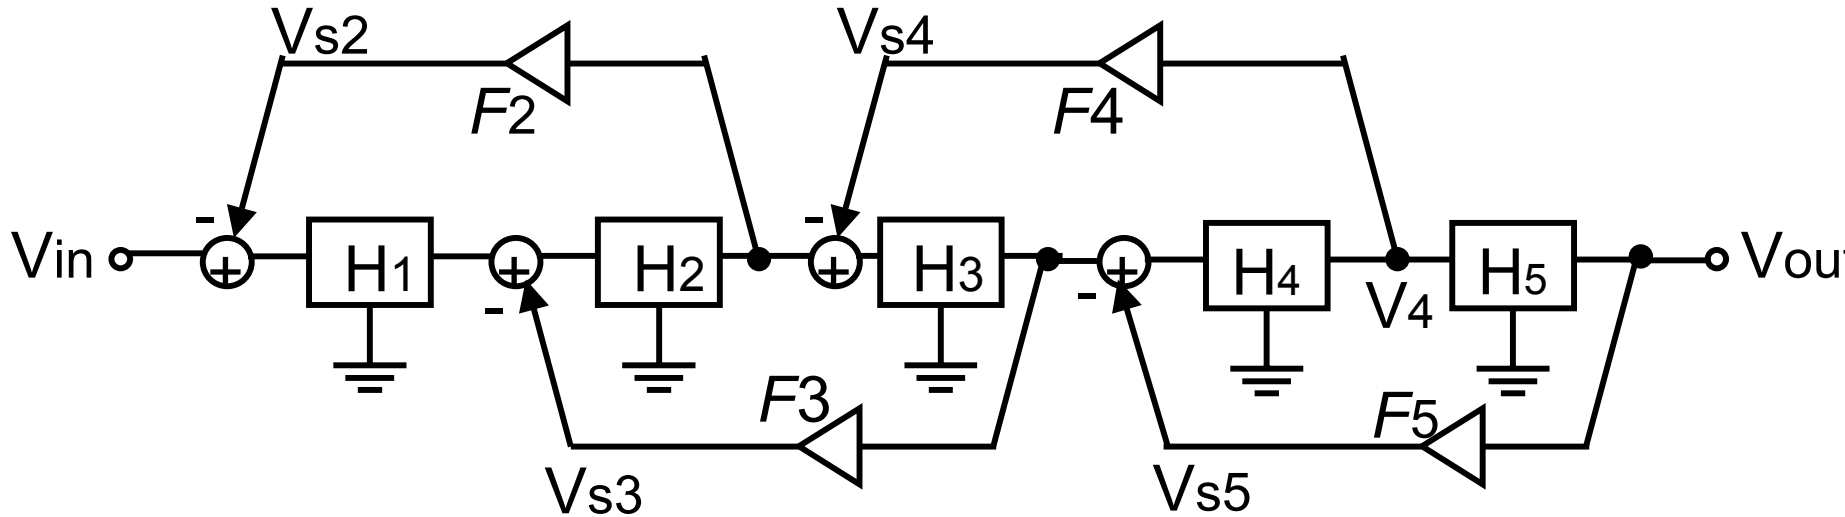 Vs2
Vs4
F2
F4
-
-
Vin
+
H1
+
H2
+
H3
+
H4
H5
Vout
-
-
V4
F3
F5
Vs3
Vs5